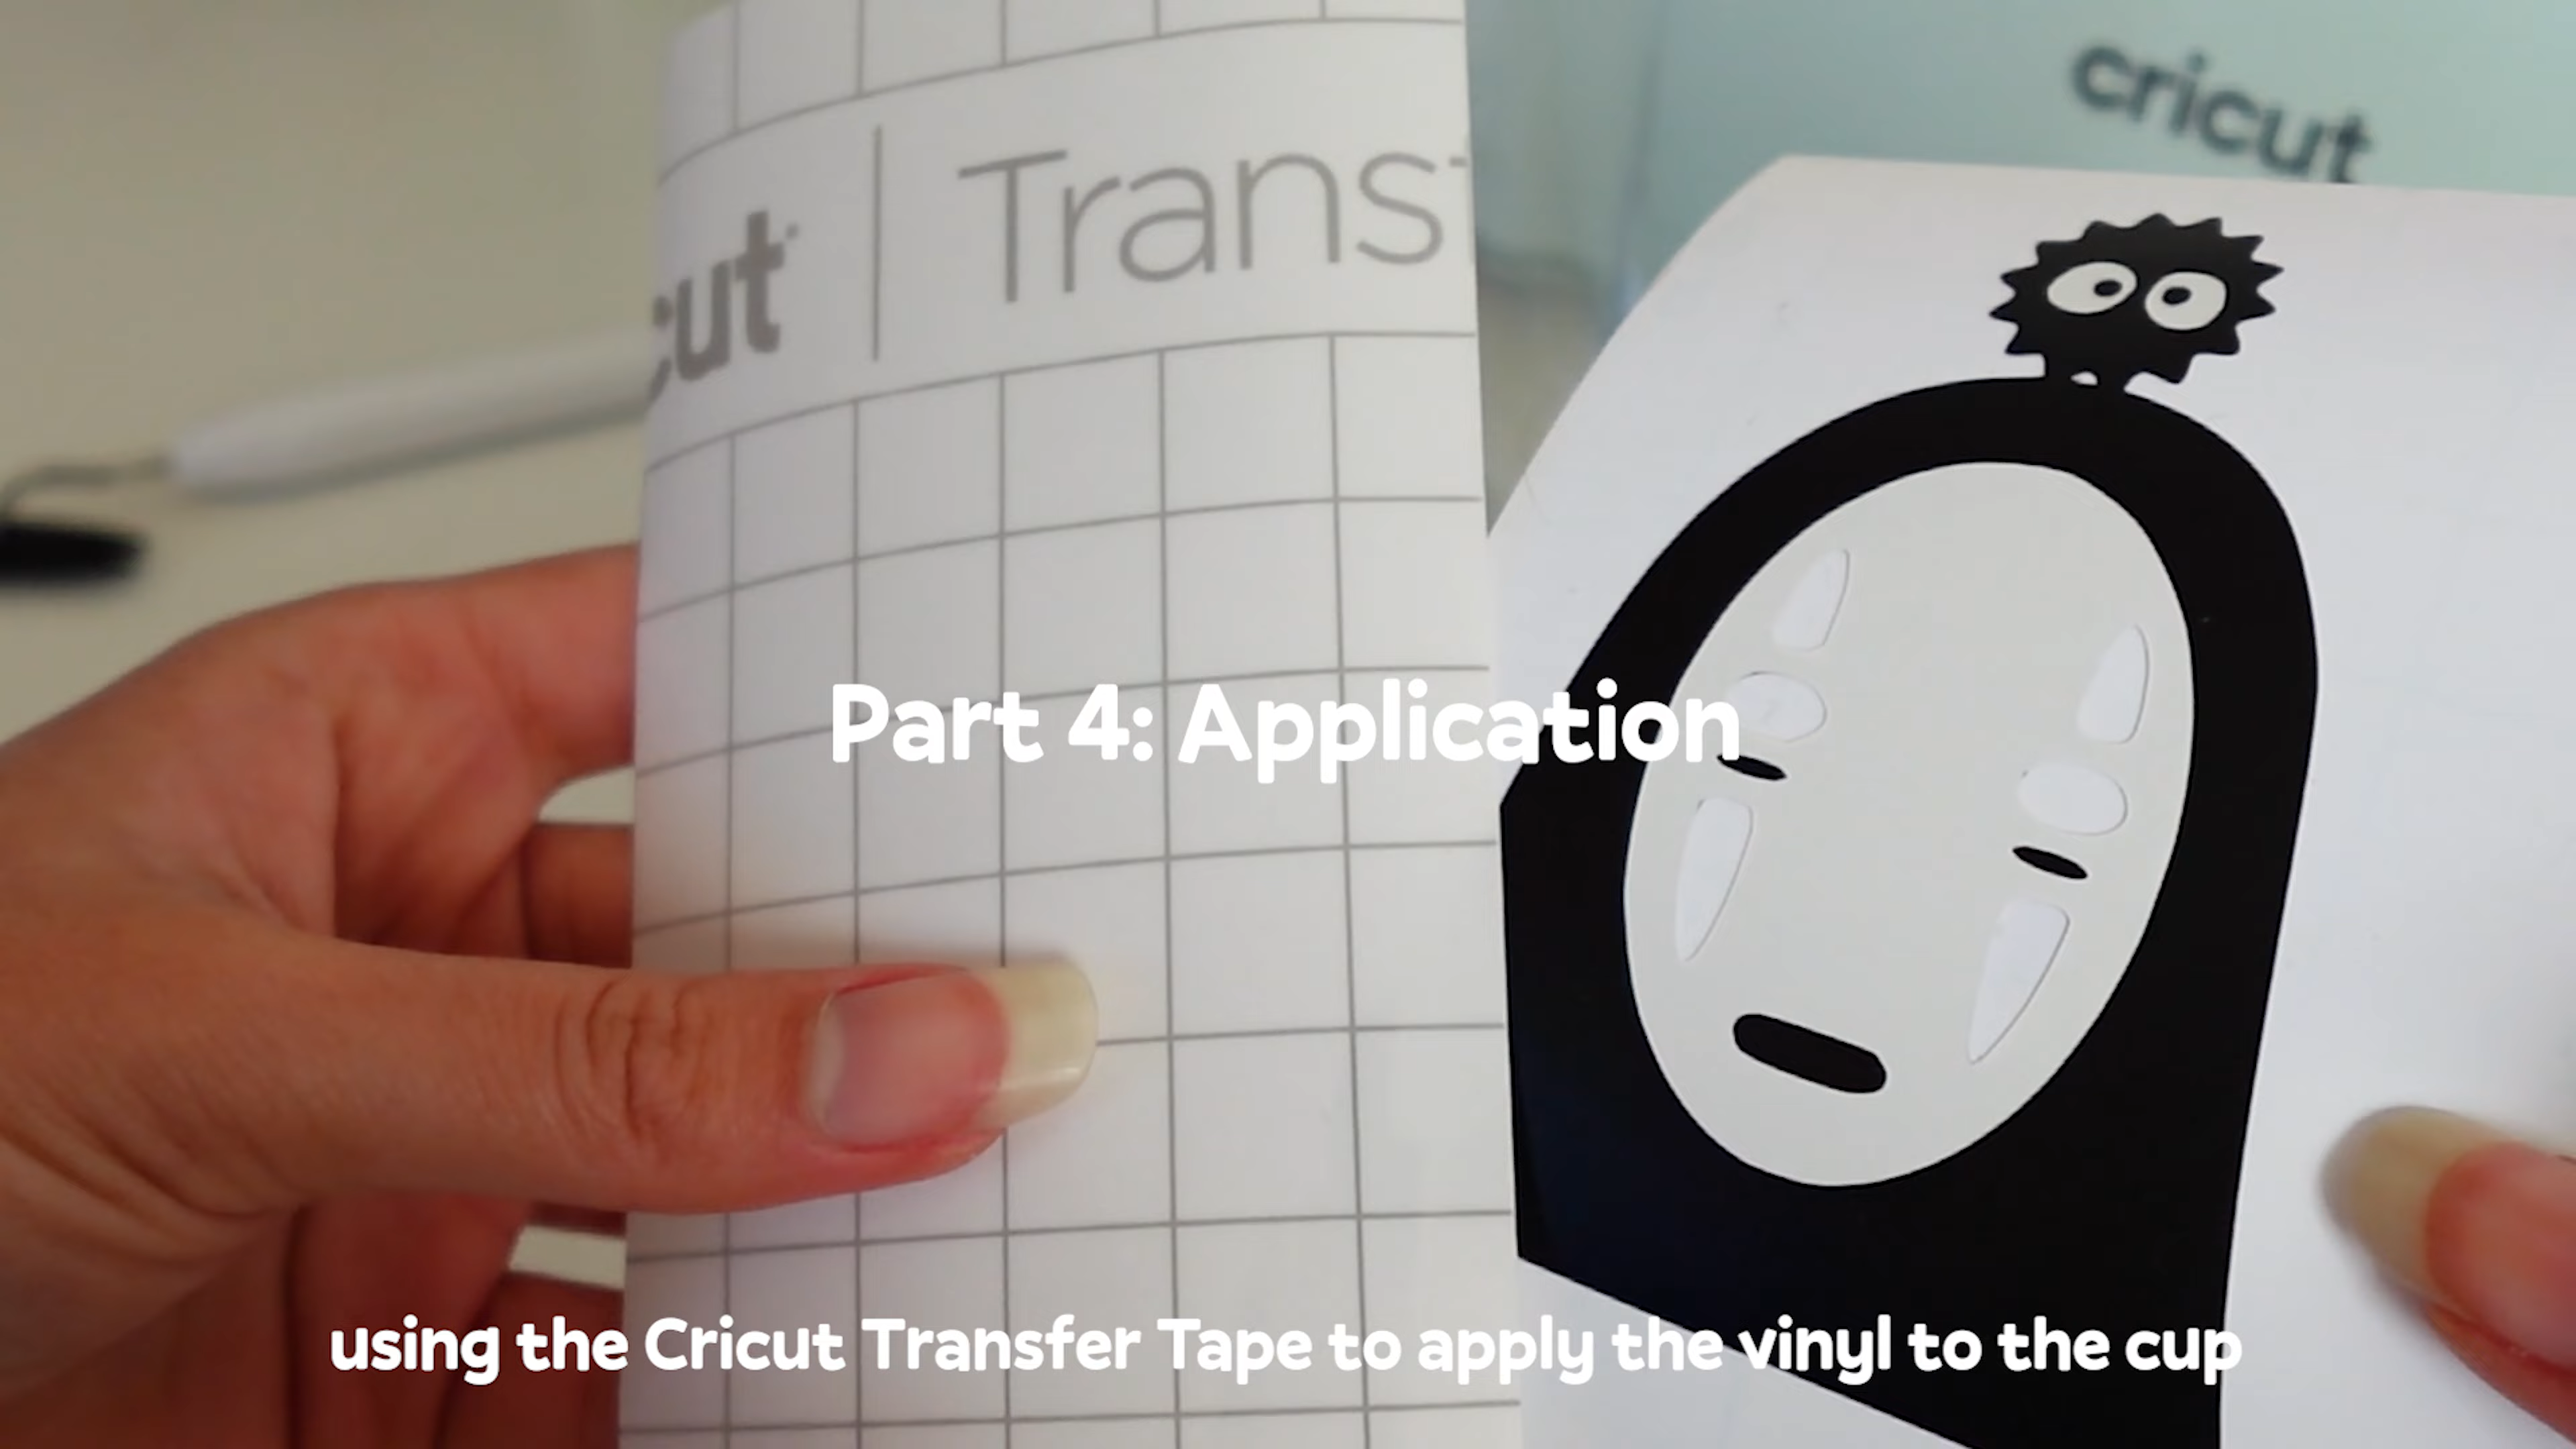 cricut
cut | Trans
Part 4: Application
using the Cricut Transfer Tape to apply the vinyl to the cup